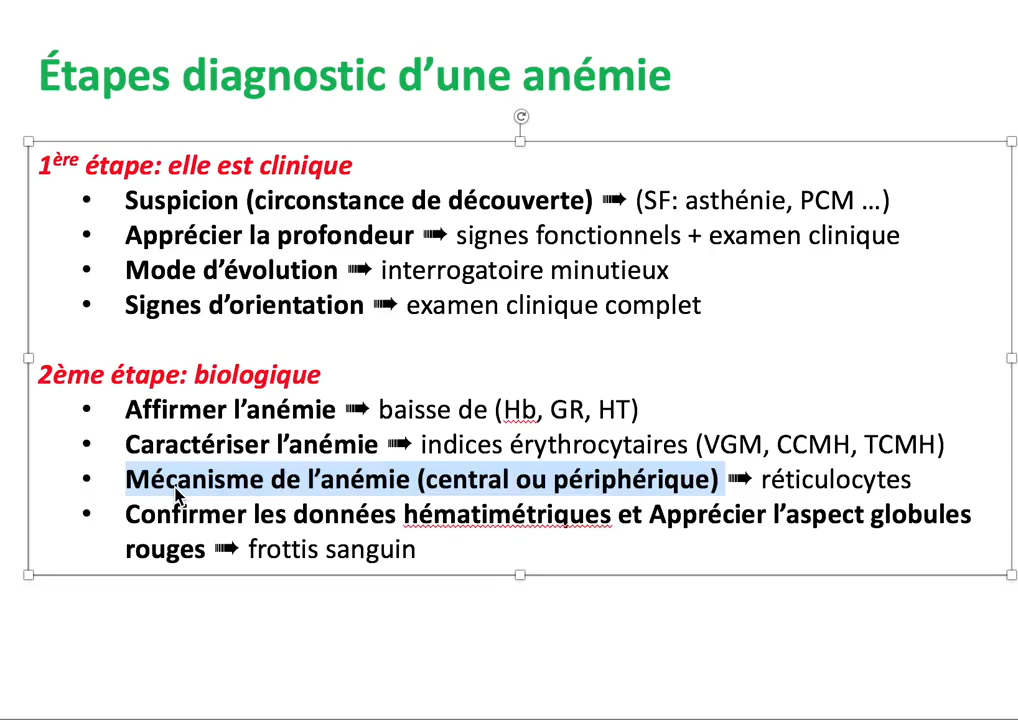 Étapes diagnostic d’une anémie
1ère étape: elle est clinique
• Suspicion (circonstance de découverte) ➠ (SF: asthénie, PCM …)
• Apprécier la profondeur ➠ signes fonctionnels + examen clinique
• Mode d’évolution ➠ interrogatoire minutieux
• Signes d’orientation ➠ examen clinique complet
2ème étape: biologique
• Affirmer l’anémie ➠ baisse de (Hb, GR, HT)
• Caractériser l’anémie ➠ indices érythrocytaires (VGM, CCMH, TCMH)
• Mécanisme de l’anémie (central ou périphérique) ➠ réticulocytes
• Confirmer les données hématimétriques et Apprécier l’aspect globules
rouges ➠ frottis sanguin